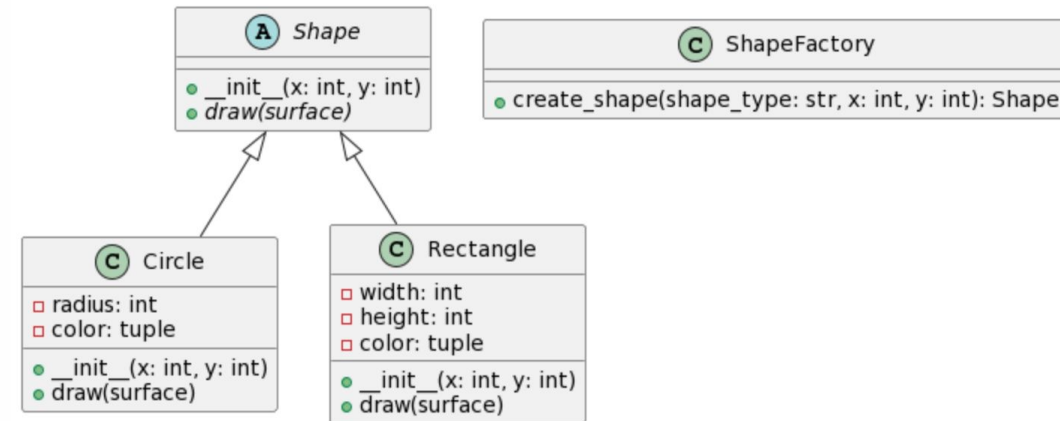 A Shape
__init__(x: int, y: int)
draw(surface)
C ShapeFactory
create_shape(shape_type: str, x: int, y: int): Shape
C Circle
radius: int
color: tuple
__init__(x: int, y: int)
draw(surface)
C Rectangle
width: int
height: int
color: tuple
__init__(x: int, y: int)
draw(surface)